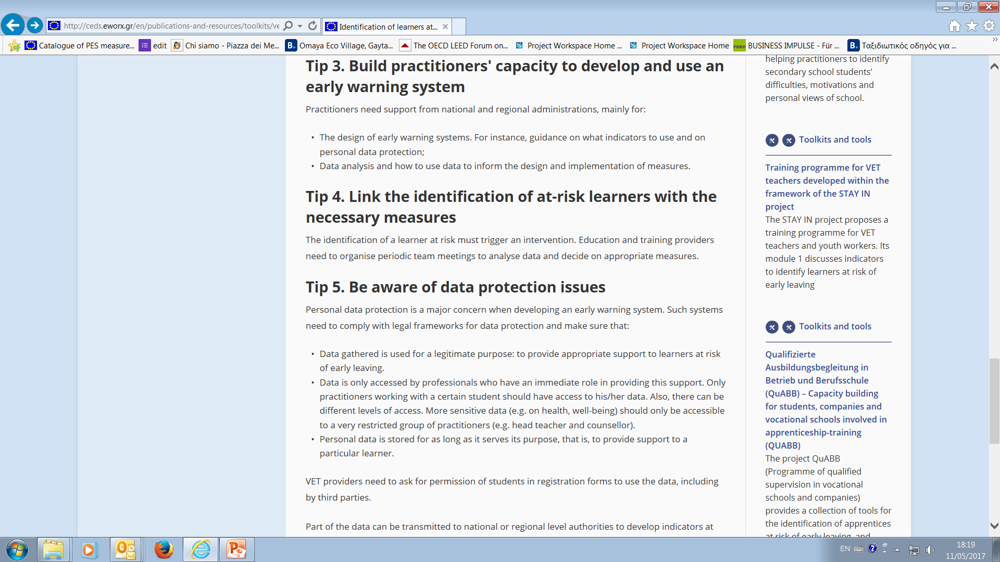 http://ceds.eworx.gr/en/publications-and-resources/toolkits/ve
Identification of learners at...
Catalogue of PES measure...
edit
Chi siamo - Piazza dei Me...
B.
Omaya Eco Village, Gayta...
The OECD LEED Forum on...
Project Workspace Home ...
Project Workspace Home
FGKH
BUSINESS IMPULSE - Für ...
B.
Ταξιδιωτικός οδηγός για ...
Tip 3. Build practitioners' capacity to develop and use an
early warning system
Practitioners need support from national and regional administrations, mainly for:
• The design of early warning systems. For instance, guidance on what indicators to use and on
personal data protection;
• Data analysis and how to use data to inform the design and implementation of measures.
Tip 4. Link the identification of at-risk learners with the
necessary measures
The identification of a learner at risk must trigger an intervention. Education and training providers
need to organise periodic team meetings to analyse data and decide on appropriate measures.
Tip 5. Be aware of data protection issues
Personal data protection is a major concern when developing an early warning system. Such systems
need to comply with legal frameworks for data protection and make sure that:
• Data gathered is used for a legitimate purpose: to provide appropriate support to learners at risk
of early leaving.
• Data is only accessed by professionals who have an immediate role in providing this support. Only
practitioners working with a certain student should have access to his/her data. Also, there can be
different levels of access. More sensitive data (e.g. on health, well-being) should only be accessible
to a very restricted group of practitioners (e.g. head teacher and counsellor).
• Personal data is stored for as long as it serves its purpose, that is, to provide support to a
particular learner.
VET providers need to ask for permission of students in registration forms to use the data, including
by third parties.
Part of the data can be transmitted to national or regional level authorities to develop indicators at
helping practitioners to identify
secondary school students’
difficulties, motivations and
personal views of school.
Toolkits and tools
Training programme for VET
teachers developed within the
framework of the STAY IN
project
The STAY IN project proposes a
training programme for VET
teachers and youth workers. Its
module 1 discusses indicators
to identify learners at risk of
early leaving
Toolkits and tools
Qualifizierte
Ausbildungsbegleitung in
Betrieb und Berufsschule
(QuABB) – Capacity building
for students, companies and
vocational schools involved in
apprenticeship-training
(QUABB)
The project QuABB
(Programme of qualified
supervision in vocational
schools and companies)
provides a collection of tools for
the identification of apprentices
at risk of early leaving, and
EN
18:19
11/05/2017